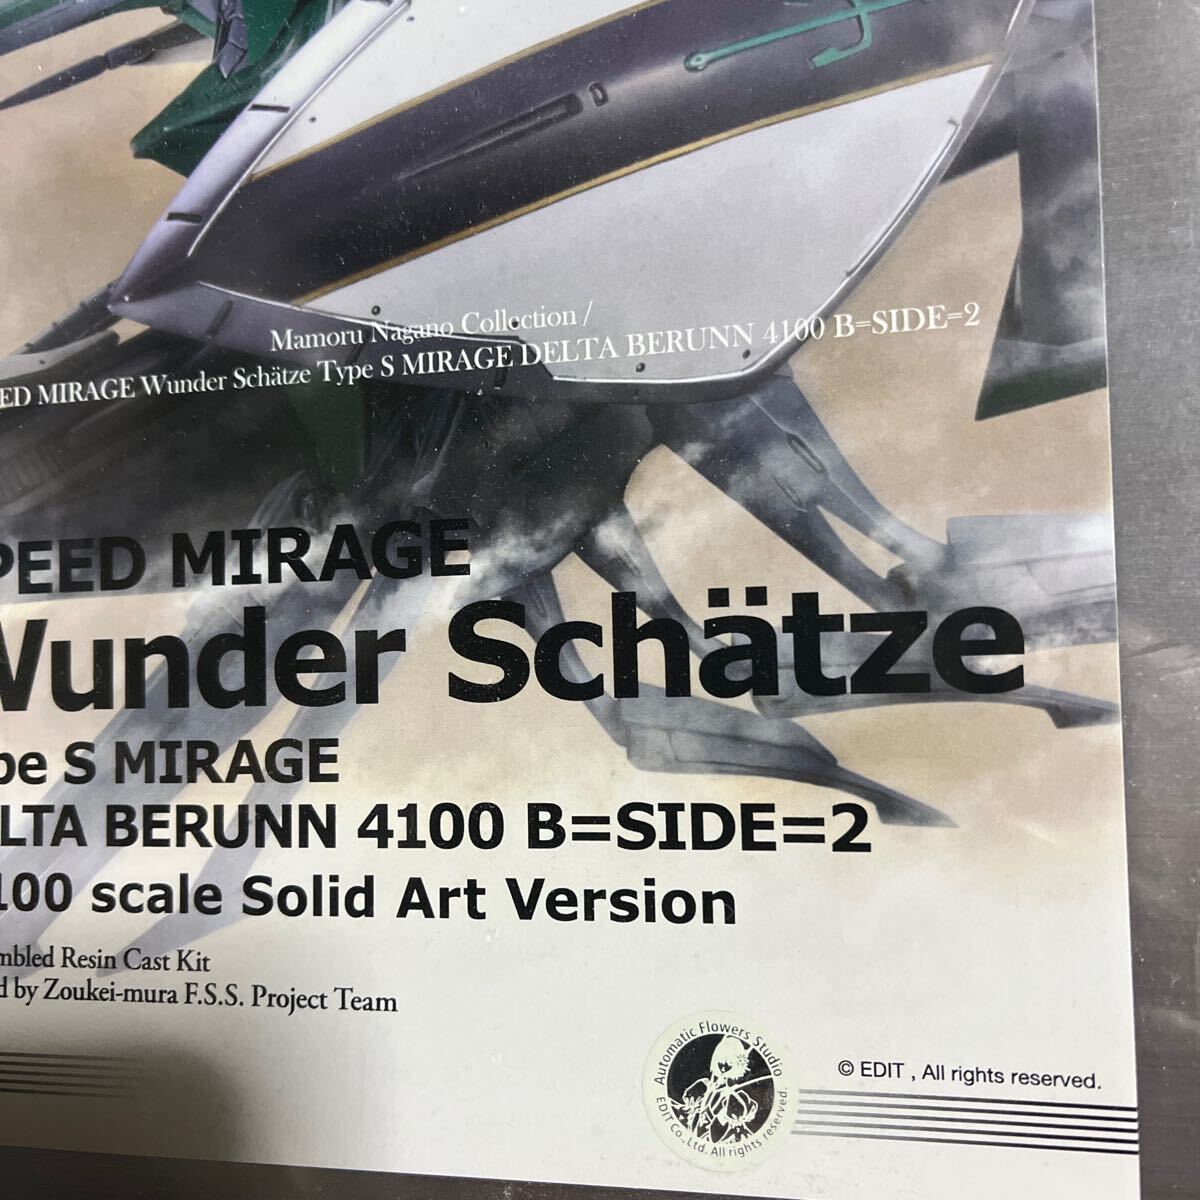 Mamoru Nagano Collection /
ED MIRAGE Wunder Schätze Type S MIRAGE DELTA BERUNN 4100 B=SIDE=2
PEED MIRAGE
Wunder Schätze
pe S MIRAGE
LTA BERUNN 4100 B=SIDE=2
100 scale Solid Art Version
mbled Resin Cast Kit
d by Zoukei-mura F.S.S. Project Team
Automatic Flowers Studio
EDIT Co., Ltd. All rights reserved.
© EDIT , All rights reserved.